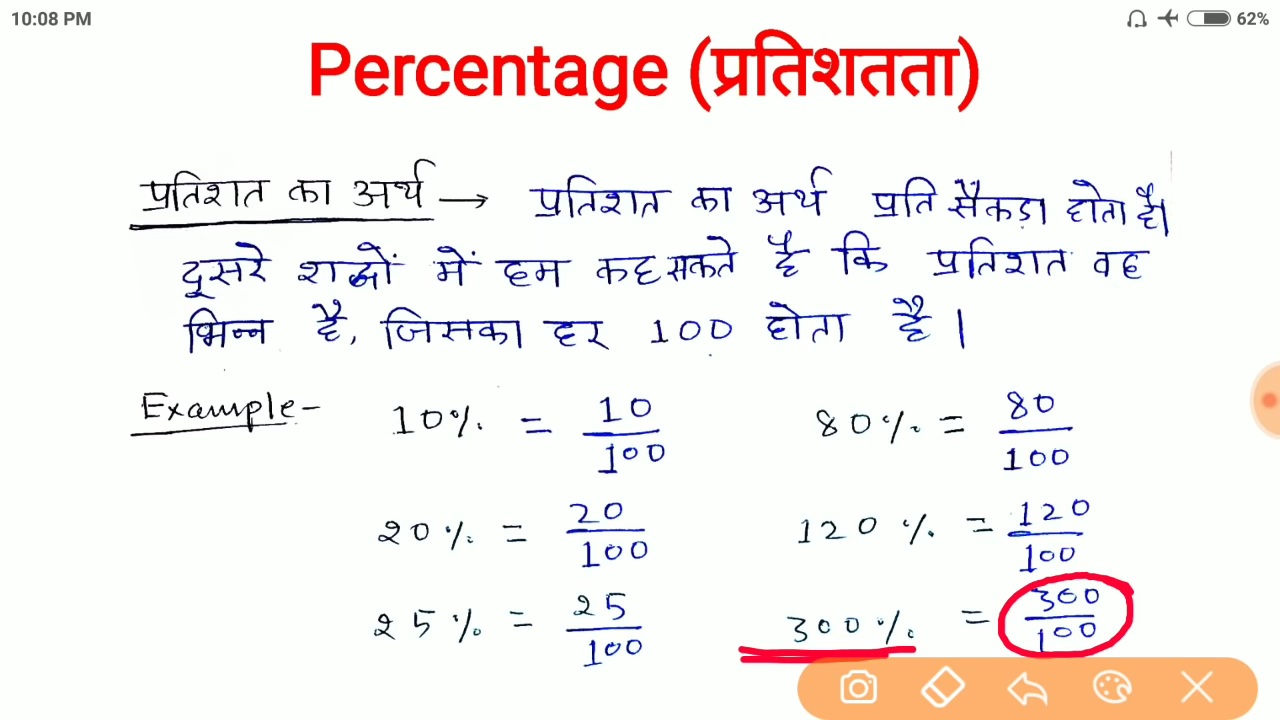 10:08 PM 62%
Percentage (प्रतिशतता)
प्रतिशत का अर्थ → प्रतिशत का अर्थ प्रति सैकडा होता है।
दूसरे शब्दों में हम कह सकते है कि प्रतिशत वह
भिन्न है, जिसका हर 100 होता है।
Example- 10% = 10/100 80% = 80/100
20% = 20/100 120% = 120/100
25% = 25/100 300% = 300/100